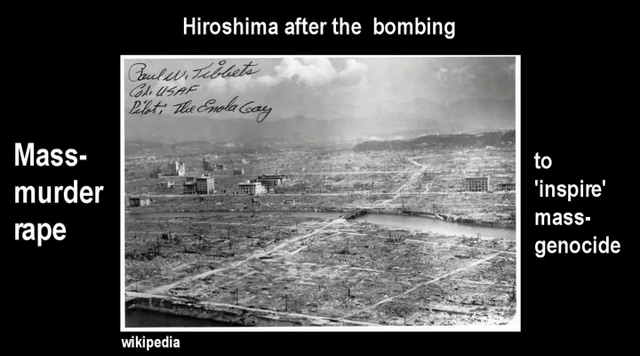 Hiroshima after the bombing
Paul W. Tibbets
Col. USAF
Pilot, The Enola Gay
Mass-
murder
rape
to
'inspire'
mass-
genocide
wikipedia